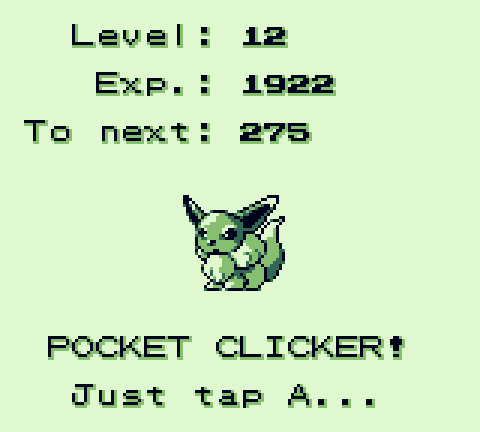 Level: 12
Exp.: 1922
To next: 275
POCKET CLICKER!
Just tap A...